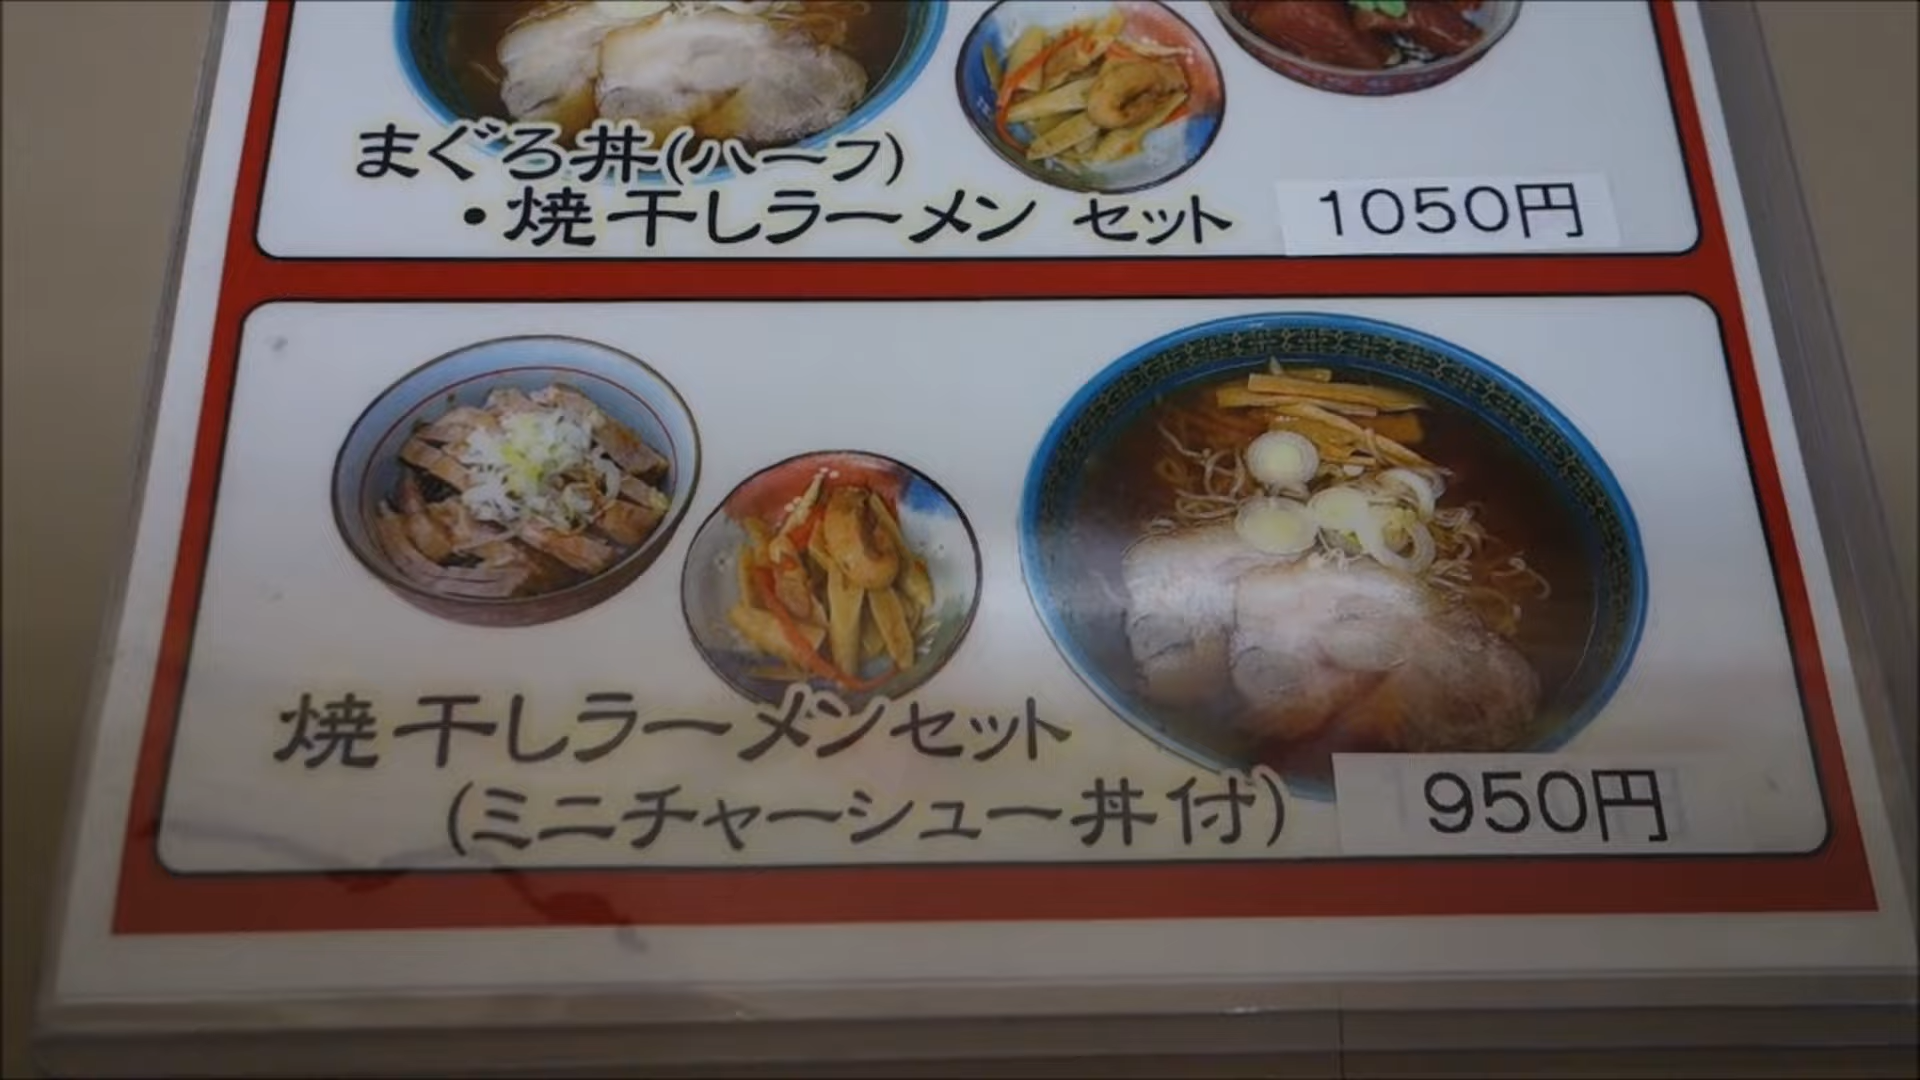 まぐろ丼(ハーフ)
・焼干しラーメン セット 1050円
焼干しラーメンセット
(ミニチャーシュー丼付) 950円